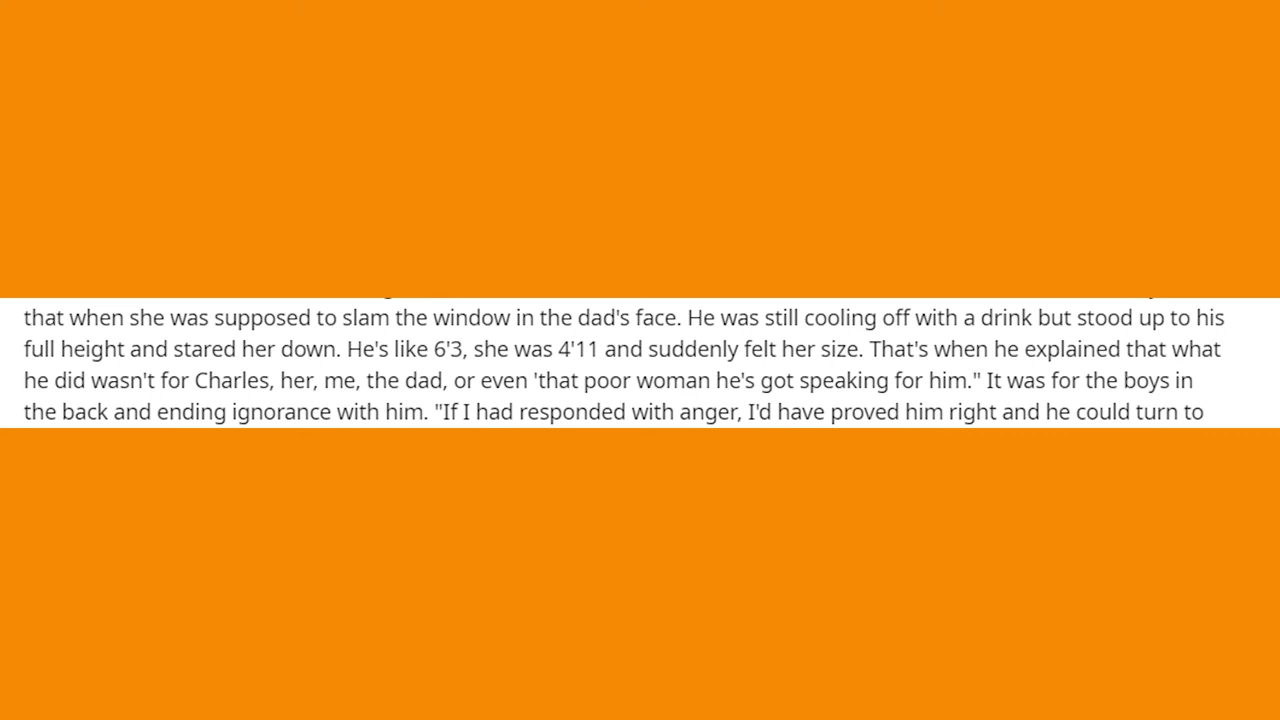 that when she was supposed to slam the window in the dad's face. He was still cooling off with a drink but stood up to his
full height and stared her down. He's like 6'3, she was 4'11 and suddenly felt her size. That's when he explained that what
he did wasn't for Charles, her, me, the dad, or even 'that poor woman he's got speaking for him." It was for the boys in
the back and ending ignorance with him. "If I had responded with anger, I'd have proved him right and he could turn to